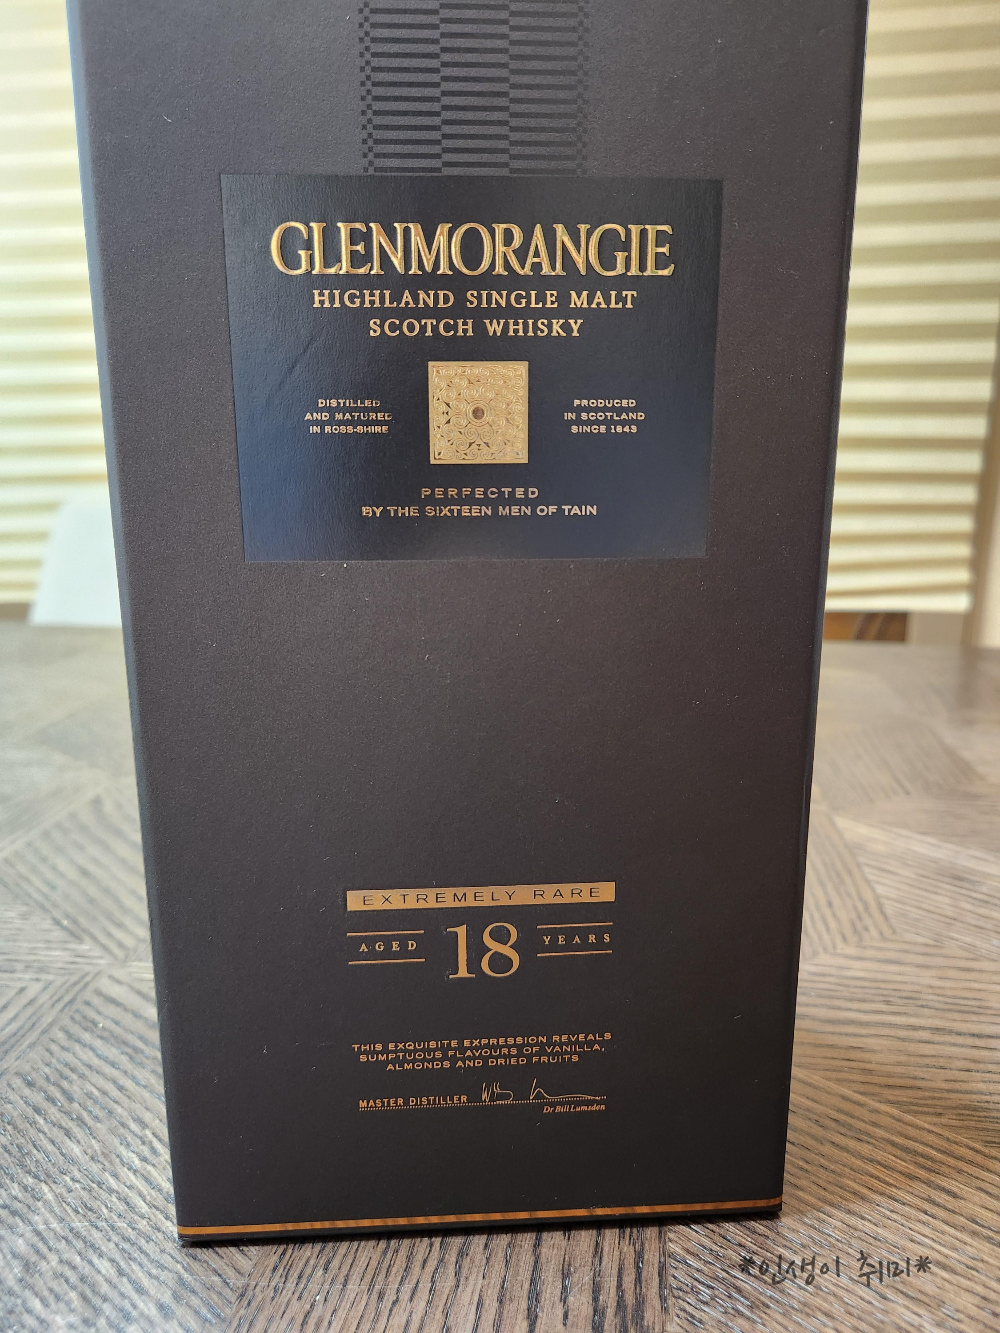 GLENMORANGIE
HIGHLAND SINGLE MALT
SCOTCH WHISKY
DISTILLED
AND MATURED
IN ROSS-SHIRE
PRODUCED
IN SCOTLAND
SINCE 1843
PERFECTED
BY THE SIXTEEN MEN OF TAIN
EXTREMELY RARE
AGED 18 YEARS
THIS EXQUISITE EXPRESSION REVEALS
SUMPTUOUS FLAVOURS OF VANILLA,
ALMONDS AND DRIED FRUITS
MASTER DISTILLER
Dr Bill Lumsden
*인생이 취미*